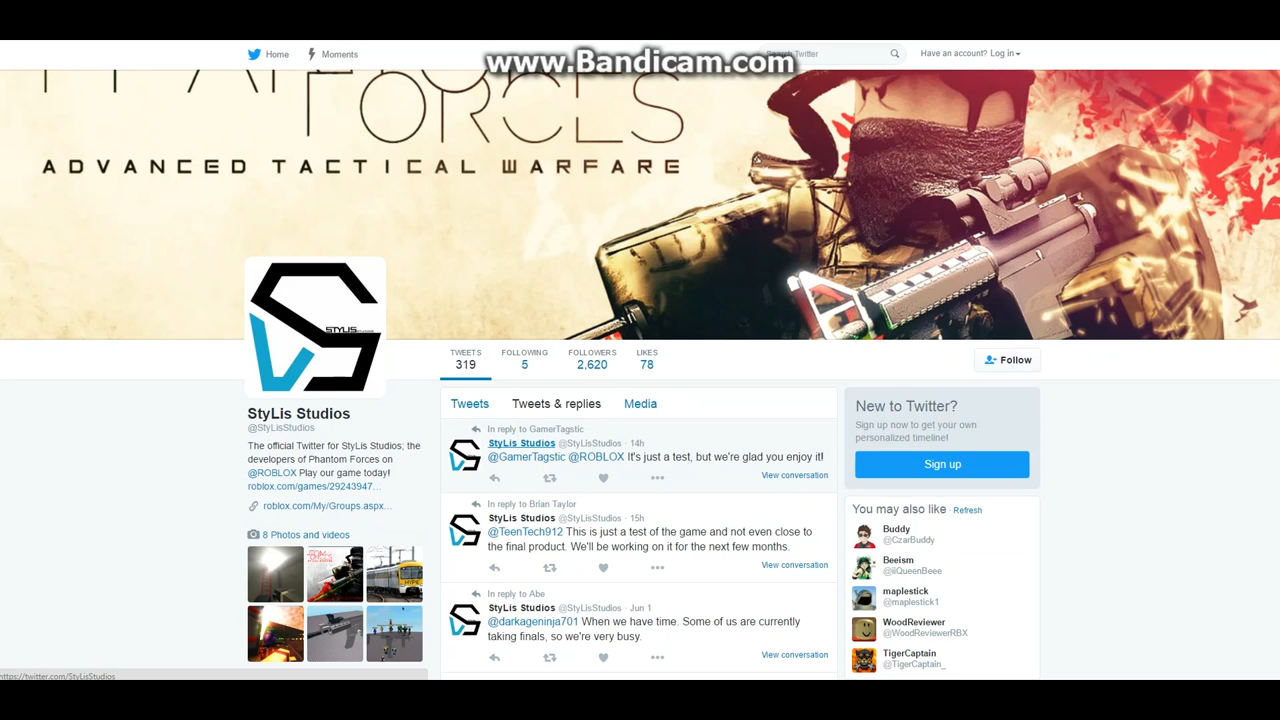 Home
Moments
www.Bandicam.com
Search Twitter
Have an account? Log in
FORCES
ADVANCED TACTICAL WARFARE
STYLIS
TWEETS
319
FOLLOWING
5
FOLLOWERS
2,620
LIKES
78
Follow
StyLis Studios
@StyLisStudios
The official Twitter for StyLis Studios; the
developers of Phantom Forces on
@ROBLOX Play our game today!
roblox.com/games/29243947...
roblox.com/My/Groups.aspx...
8 Photos and videos
HYPE
Tweets
Tweets & replies
Media
In reply to GamerTagstic
StyLis Studios @StyLisStudios · 14h
@GamerTagstic @ROBLOX It's just a test, but we're glad you enjoy it!
View conversation
In reply to Brian Taylor
StyLis Studios @StyLisStudios · 15h
@TeenTech912 This is just a test of the game and not even close to
the final product. We'll be working on it for the next few months.
View conversation
In reply to Abe
StyLis Studios @StyLisStudios · Jun 1
@darkageninja701 When we have time. Some of us are currently
taking finals, so we're very busy.
View conversation
New to Twitter?
Sign up now to get your own
personalized timeline!
Sign up
You may also like · Refresh
Buddy
@CzarBuddy
Beeism
@iiQueenBeee
maplestick
@maplestick1
WoodReviewer
@WoodReviewerRBX
TigerCaptain
@TigerCaptain_
https://twitter.com/StyLisStudios